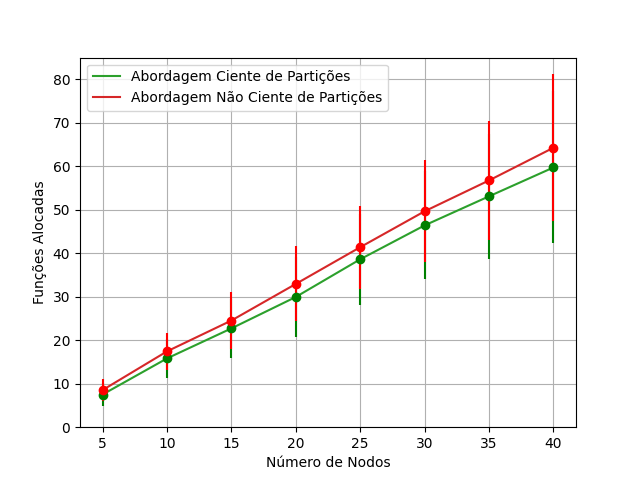 Abordagem Ciente de Partições
Abordagem Não Ciente de Partições
80
70
60
50
40
30
20
10
0
Funções Alocadas
5 10 15 20 25 30 35 40
Número de Nodos